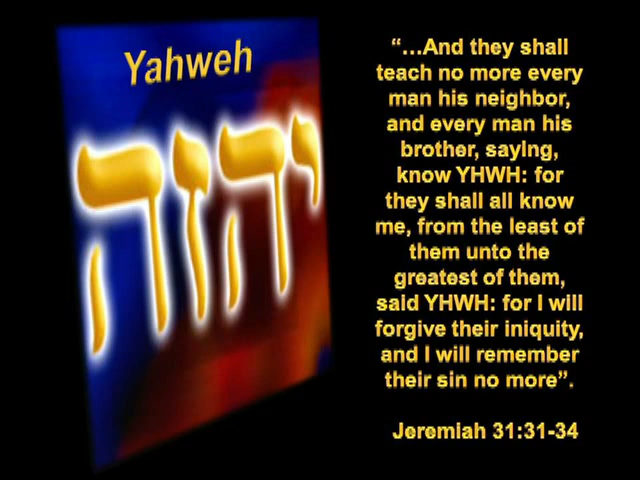 Yahweh
יהוה
“…And they shall
teach no more every
man his neighbor,
and every man his
brother, sayIng,
know YHWH: for
they shall all know
me, from the least of
them unto the
greatest of them,
said YHWH: for I will
forgive their iniquity,
and I will remember
their sin no more”.
Jeremiah 31:31-34